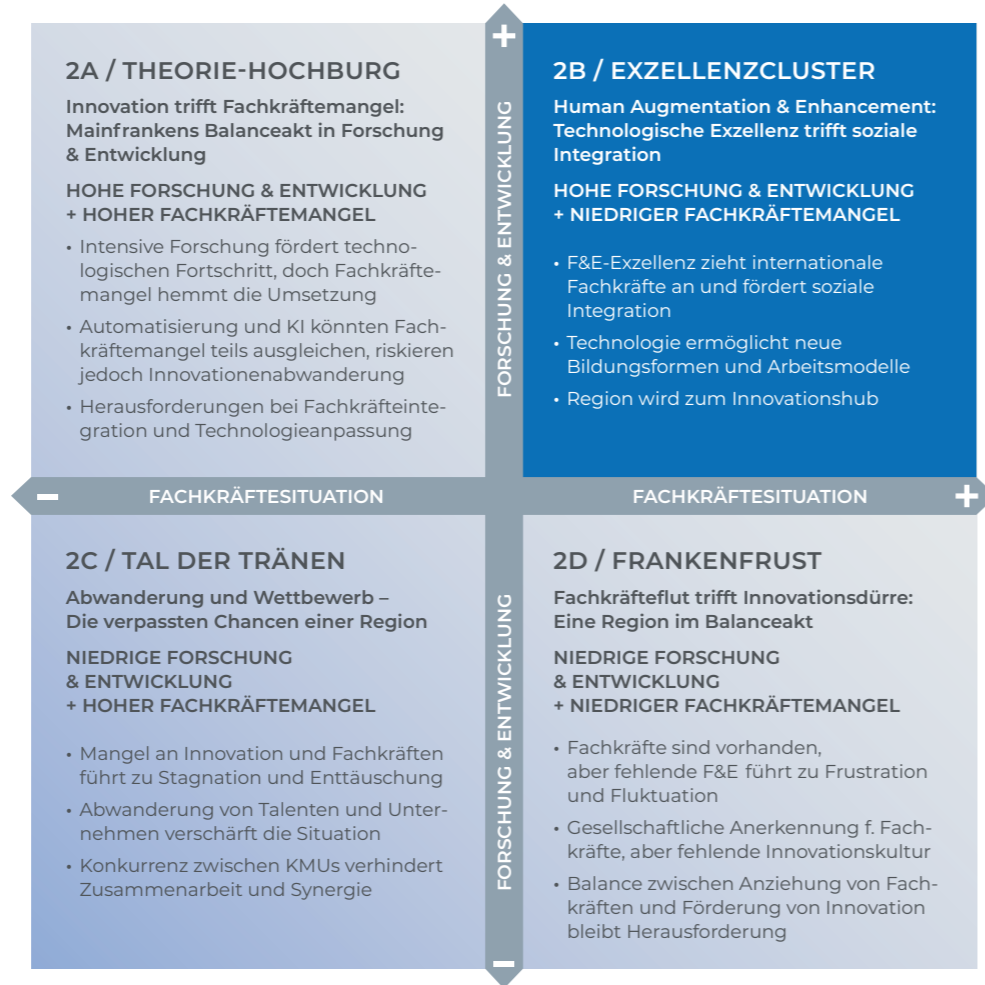 2A / THEORIE-HOCHBURG
Innovation trifft Fachkräftemangel:
Mainfrankens Balanceakt in Forschung
& Entwicklung
HOHE FORSCHUNG & ENTWICKLUNG
+ HOHER FACHKRÄFTEMANGEL
• Intensive Forschung fördert techno-
logischen Fortschritt, doch Fachkräfte-
mangel hemmt die Umsetzung
• Automatisierung und KI könnten Fach-
kräftemangel teils ausgleichen, riskieren
jedoch Innovationenabwanderung
• Herausforderungen bei Fachkräfteinte-
gration und Technologieanpassung
+
FORSCHUNG & ENTWICKLUNG
2B / EXZELLENZCLUSTER
Human Augmentation & Enhancement:
Technologische Exzellenz trifft soziale
Integration
HOHE FORSCHUNG & ENTWICKLUNG
+ NIEDRIGER FACHKRÄFTEMANGEL
• F&E-Exzellenz zieht internationale
Fachkräfte an und fördert soziale
Integration
• Technologie ermöglicht neue
Bildungsformen und Arbeitsmodelle
• Region wird zum Innovationshub
– FACHKRÄFTESITUATION
FACHKRÄFTESITUATION +
2C / TAL DER TRÄNEN
Abwanderung und Wettbewerb –
Die verpassten Chancen einer Region
NIEDRIGE FORSCHUNG
& ENTWICKLUNG
+ HOHER FACHKRÄFTEMANGEL
• Mangel an Innovation und Fachkräften
führt zu Stagnation und Enttäuschung
• Abwanderung von Talenten und Unter-
nehmen verschärft die Situation
• Konkurrenz zwischen KMUs verhindert
Zusammenarbeit und Synergie
FORSCHUNG & ENTWICKLUNG
–
2D / FRANKENFRUST
Fachkräfteflut trifft Innovationsdürre:
Eine Region im Balanceakt
NIEDRIGE FORSCHUNG
& ENTWICKLUNG
+ NIEDRIGER FACHKRÄFTEMANGEL
• Fachkräfte sind vorhanden,
aber fehlende F&E führt zu Frustration
und Fluktuation
• Gesellschaftliche Anerkennung f. Fach-
kräfte, aber fehlende Innovationskultur
• Balance zwischen Anziehung von Fach-
kräften und Förderung von Innovation
bleibt Herausforderung